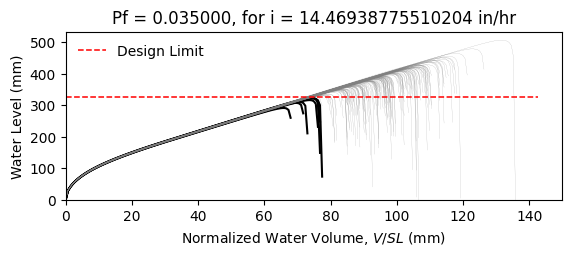 Pf = 0.035000, for i = 14.46938775510204 in/hr
Design Limit
Water Level (mm)
500
400
300
200
100
0
0 20 40 60 80 100 120 140
Normalized Water Volume, V/SL (mm)